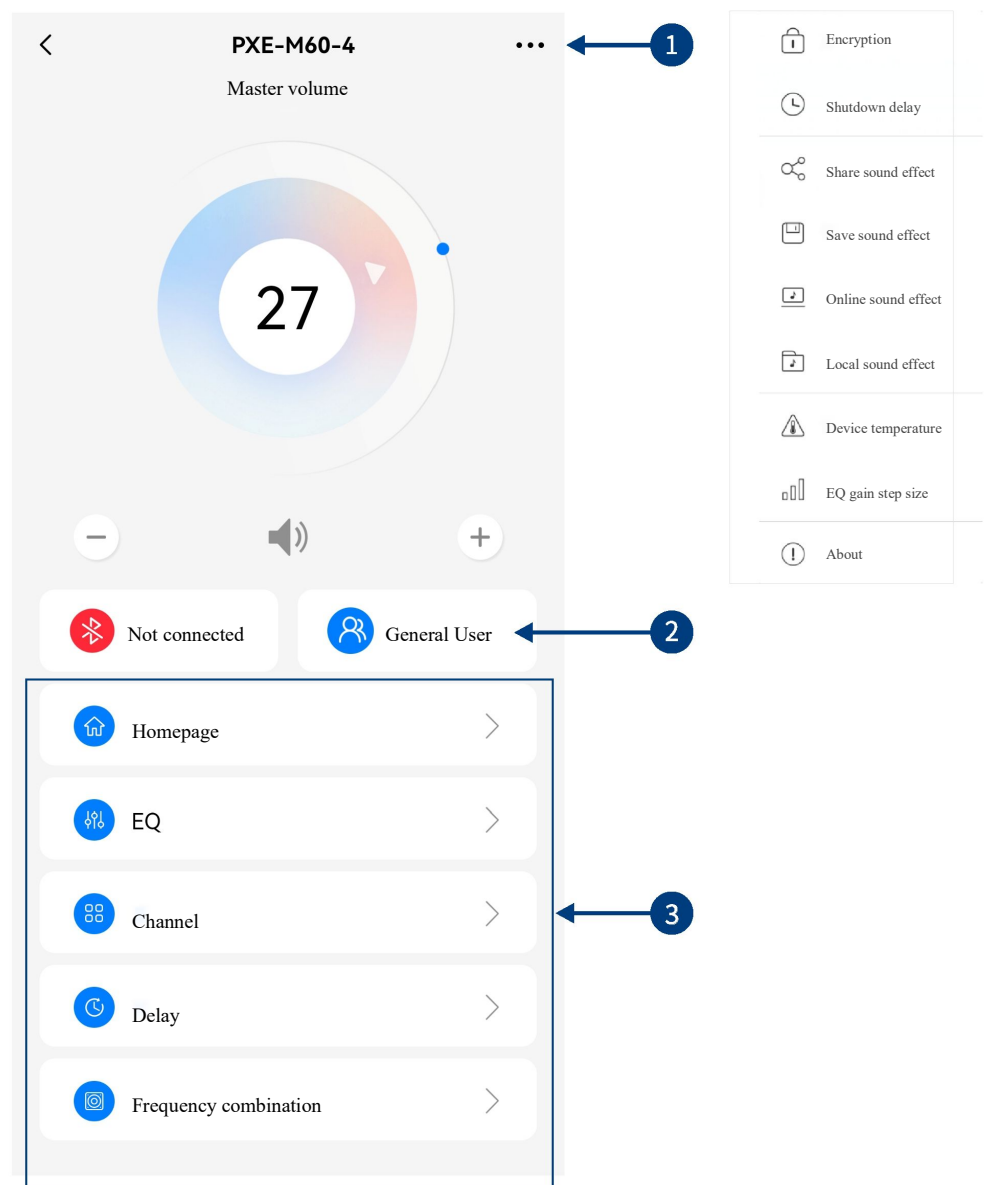 PXE-M60-4
1
Master volume
27
Not connected
General User
2
Homepage
EQ
Channel
3
Delay
Frequency combination
Encryption
Shutdown delay
Share sound effect
Save sound effect
Online sound effect
Local sound effect
Device temperature
EQ gain step size
About